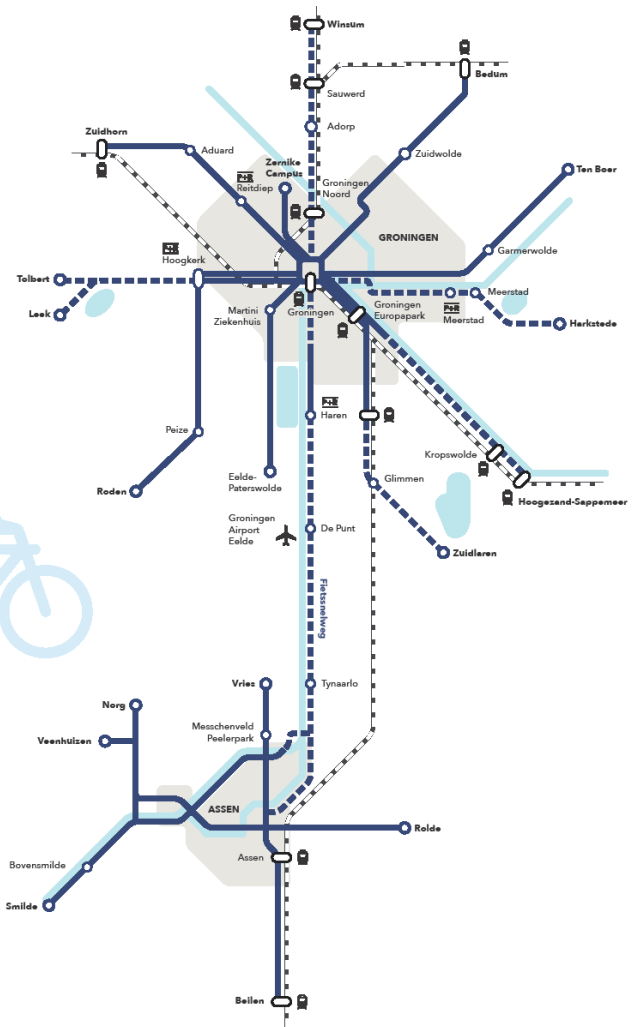 Winsum
Bedum
Sauwerd
Zuidhorn
Adorp
Aduard
Zuidwolde
Zernike
Campus
Ten Boer
P+R
Reitdiep
Groningen
Noord
GRONINGEN
P+R
Hoogkerk
Garmerwolde
Tolbert
Leek
Martini
Ziekenhuis
Groningen
Groningen
Europapark
P+R
Meerstad
Meerstad
Harkstede
P+R
Haren
Peize
Kropswolde
Roden
Eelde-
Paterswolde
Glimmen
Hoogezand-Sappemeer
Groningen
Airport
Eelde
De Punt
Zuidlaren
Fietssnelweg
Vries
Tynaarlo
Norg
Messchenveld
Peelerpark
Veenhuizen
ASSEN
Rolde
Assen
Bovensmilde
Smilde
Beilen